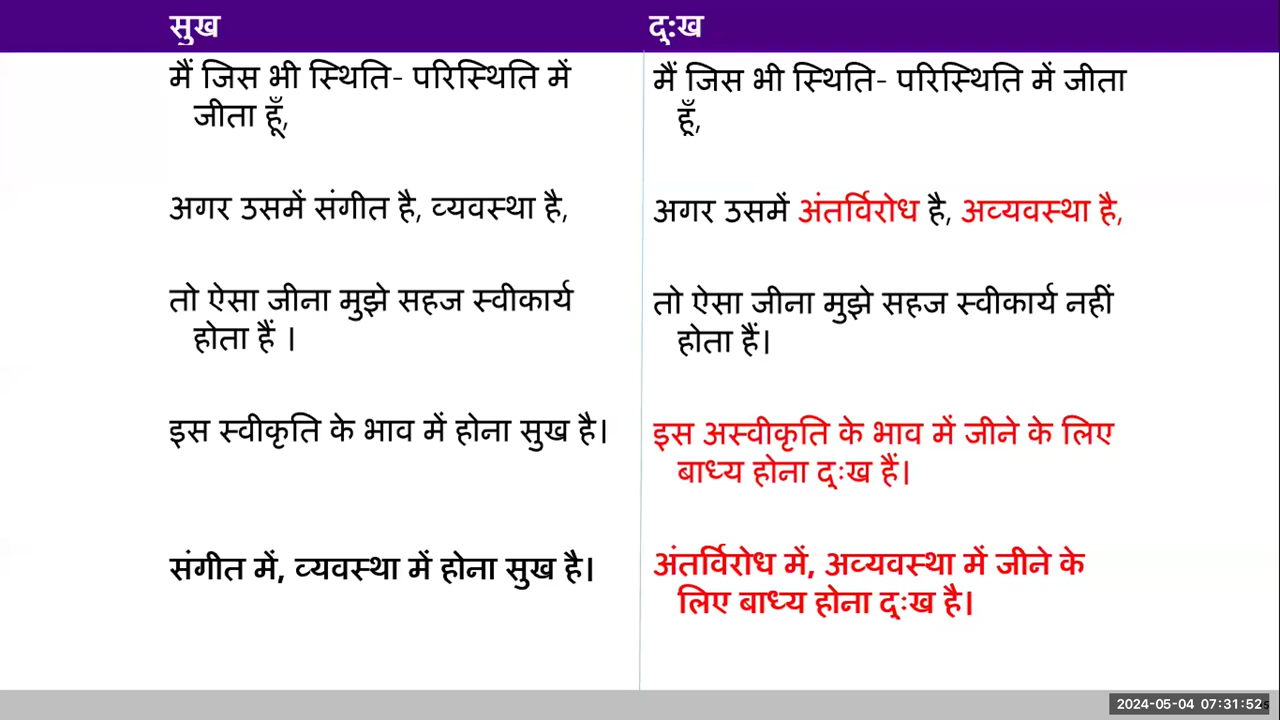 सुख
दुःख
मैं जिस भी स्थिति- परिस्थिति में
जीता हूँ,
अगर उसमें संगीत है, व्यवस्था है,
तो ऐसा जीना मुझे सहज स्वीकार्य
होता हैं ।
इस स्वीकृति के भाव में होना सुख है।
संगीत में, व्यवस्था में होना सुख है।
मैं जिस भी स्थिति- परिस्थिति में जीता
हूँ,
अगर उसमें अंतर्विरोध है, अव्यवस्था है,
तो ऐसा जीना मुझे सहज स्वीकार्य नहीं
होता हैं।
इस अस्वीकृति के भाव में जीने के लिए
बाध्य होना दुःख हैं।
अंतर्विरोध में, अव्यवस्था में जीने के
लिए बाध्य होना दुःख है।
2024-05-04 07:31:52